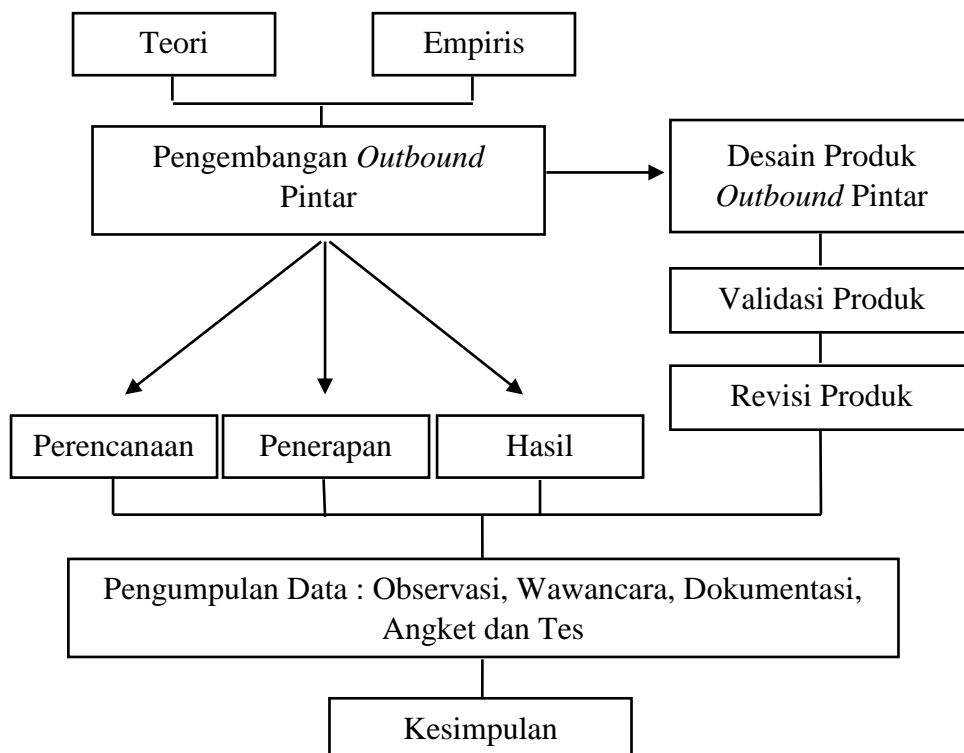 Teori
Empiris
Pengembangan Outbound
Pintar
Desain Produk
Outbound Pintar
Validasi Produk
Revisi Produk
Perencanaan
Penerapan
Hasil
Pengumpulan Data : Observasi, Wawancara, Dokumentasi,
Angket dan Tes
Kesimpulan